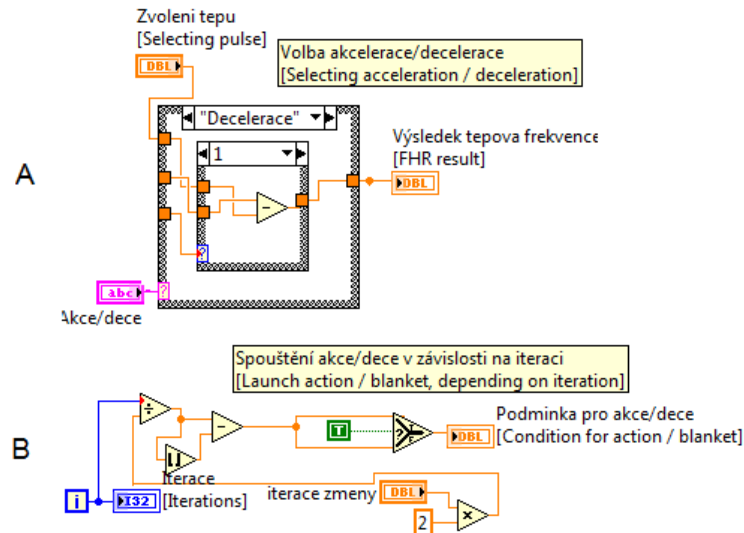 Zvoleni tepu
[Selecting pulse]
DBL
Volba akcelerace/decelerace
[Selecting acceleration / deceleration]
"Decelerace"
1
Výsledek tepova frekvence
[FHR result]
DBL
A
?
abc
?
Akce/dece
Spouštění akce/dece v závislosti na iteraci
[Launch action / blanket, depending on iteration]
B
T
?
DBL
Podminka pro akce/dece
[Condition for action / blanket]
i
I32
Iterace
[Iterations]
iterace zmeny
DBL
2